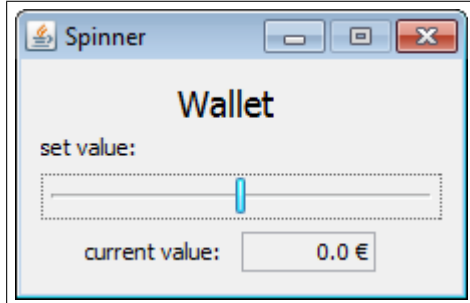 Spinner
Wallet
set value:
current value: 0.0 €